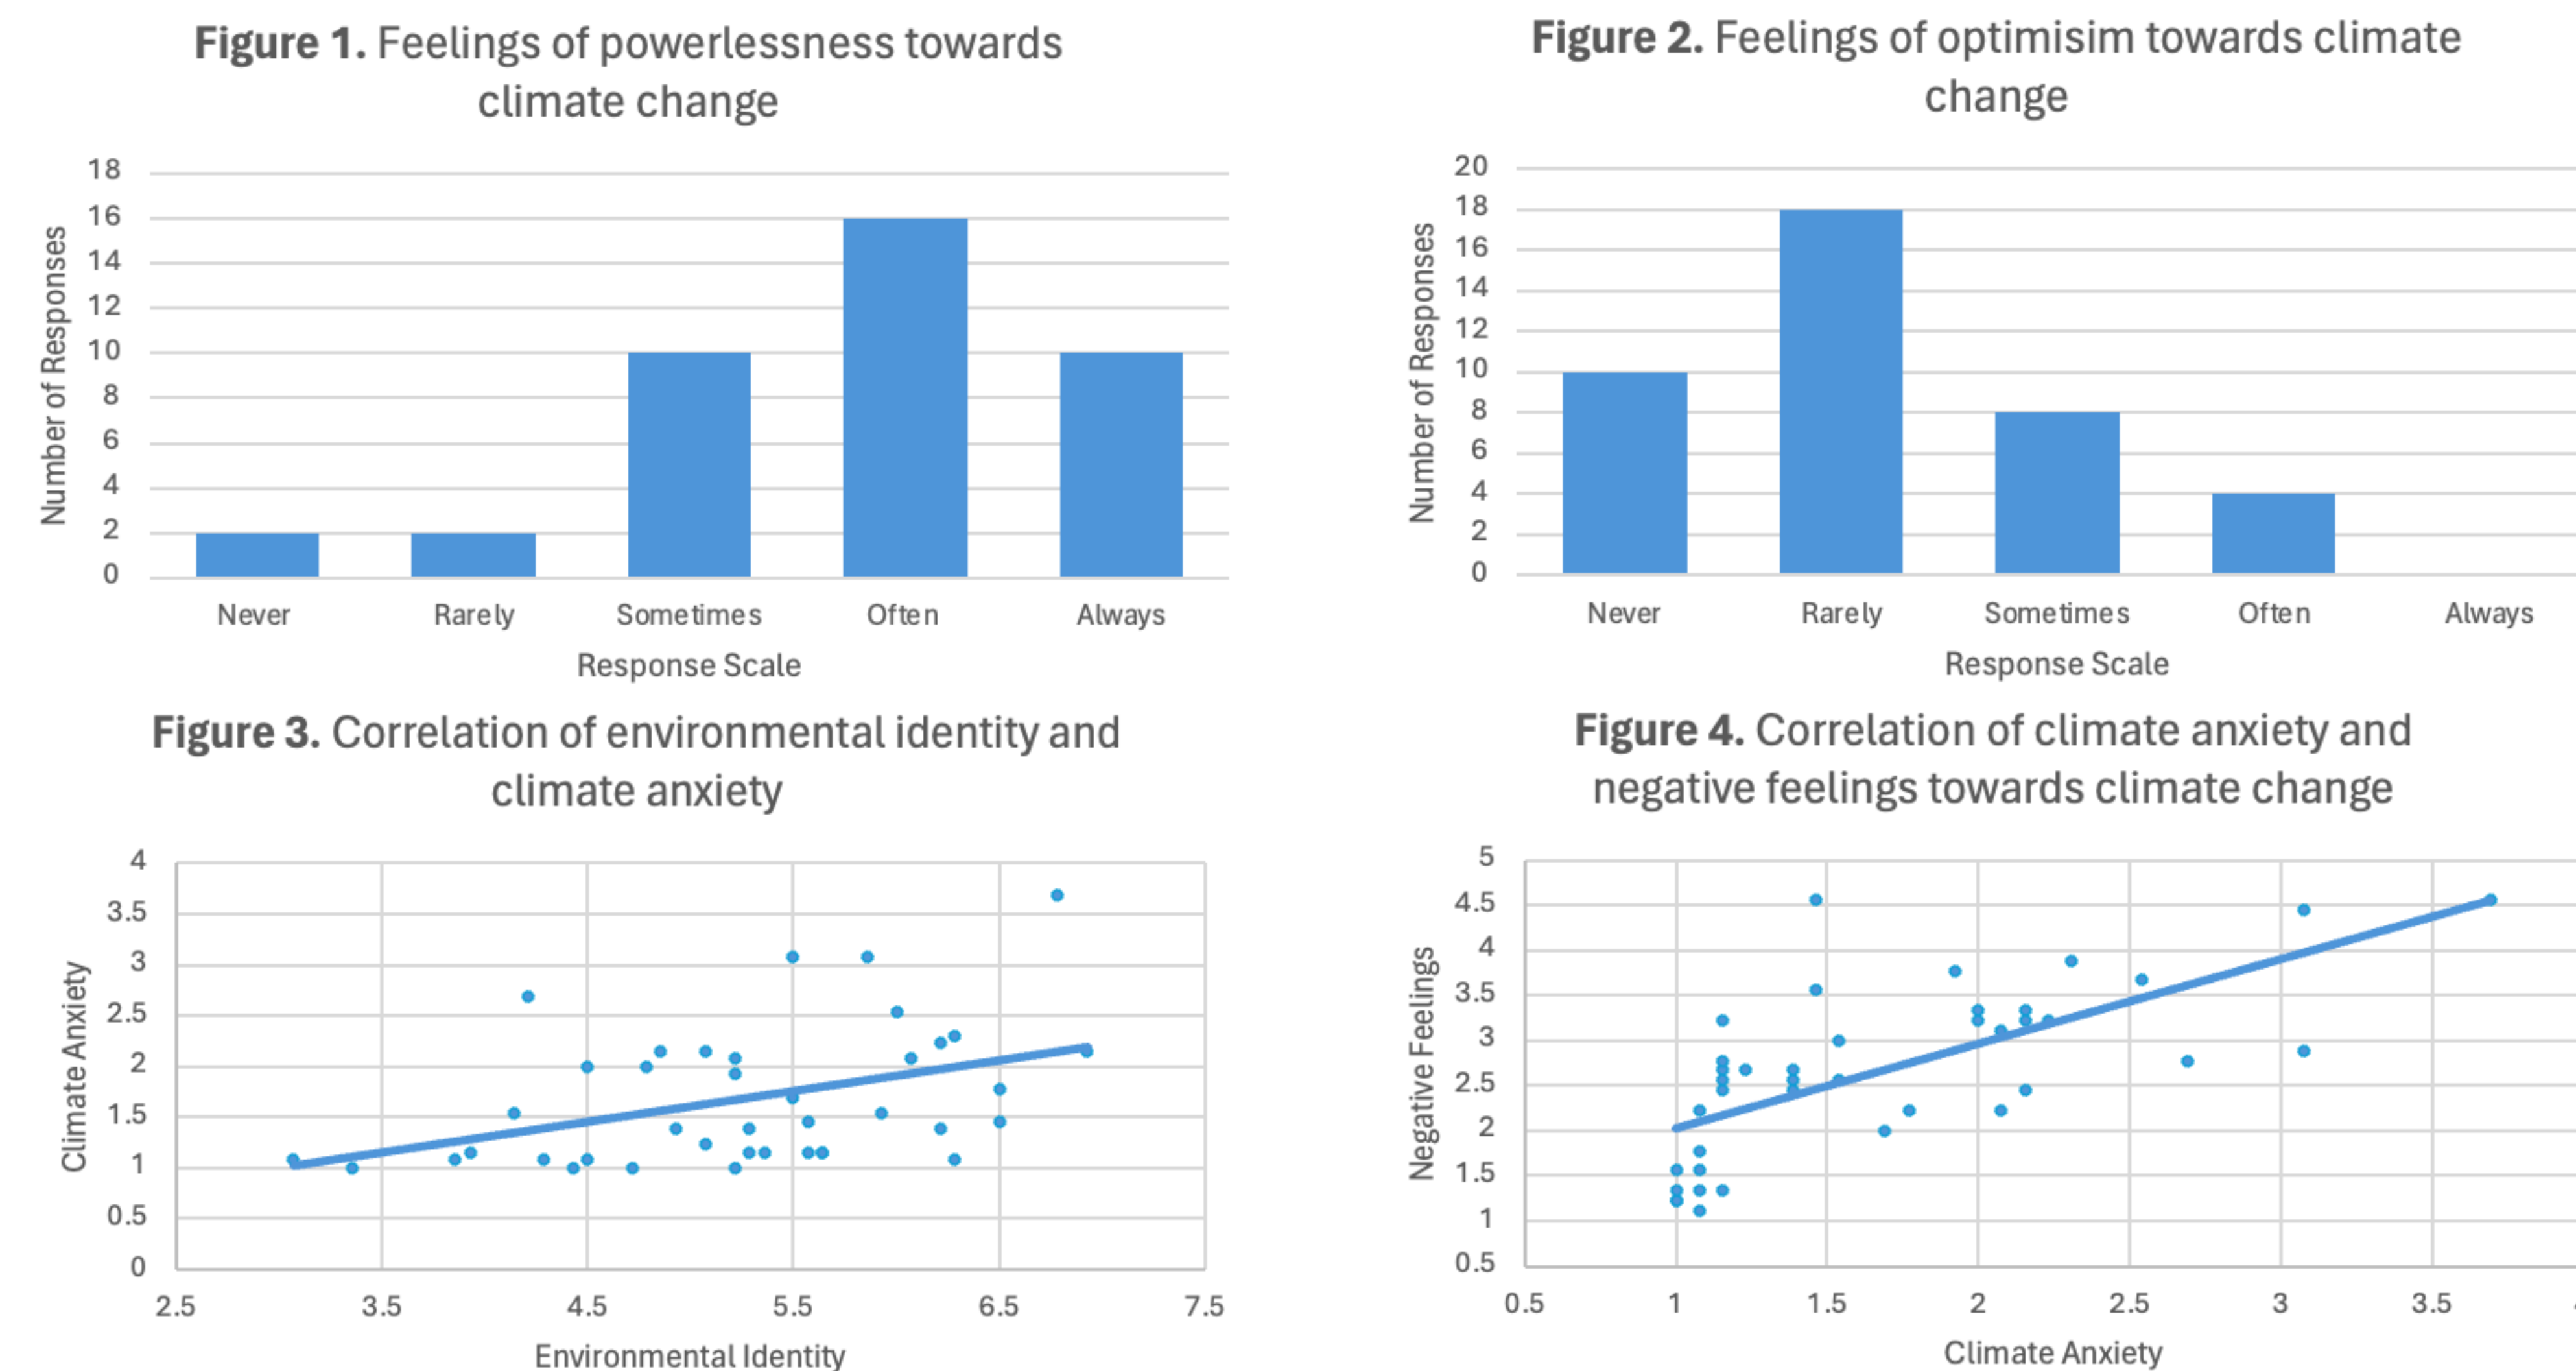 Figure 1. Feelings of powerlessness towards
climate change
18
16
14
12
10
8
6
4
2
0
Number of Responses
Never Rarely Sometimes Often Always
Response Scale
Figure 2. Feelings of optimisim towards climate
change
20
18
16
14
12
10
8
6
4
2
0
Number of Responses
Never Rarely Sometimes Often Always
Response Scale
Figure 3. Correlation of environmental identity and
climate anxiety
4
3.5
3
2.5
2
1.5
1
0.5
0
Climate Anxiety
2.5 3.5 4.5 5.5 6.5 7.5
Environmental Identity
Figure 4. Correlation of climate anxiety and
negative feelings towards climate change
5
4.5
4
3.5
3
2.5
2
1.5
1
0.5
Negative Feelings
0.5 1 1.5 2 2.5 3 3.5
Climate Anxiety